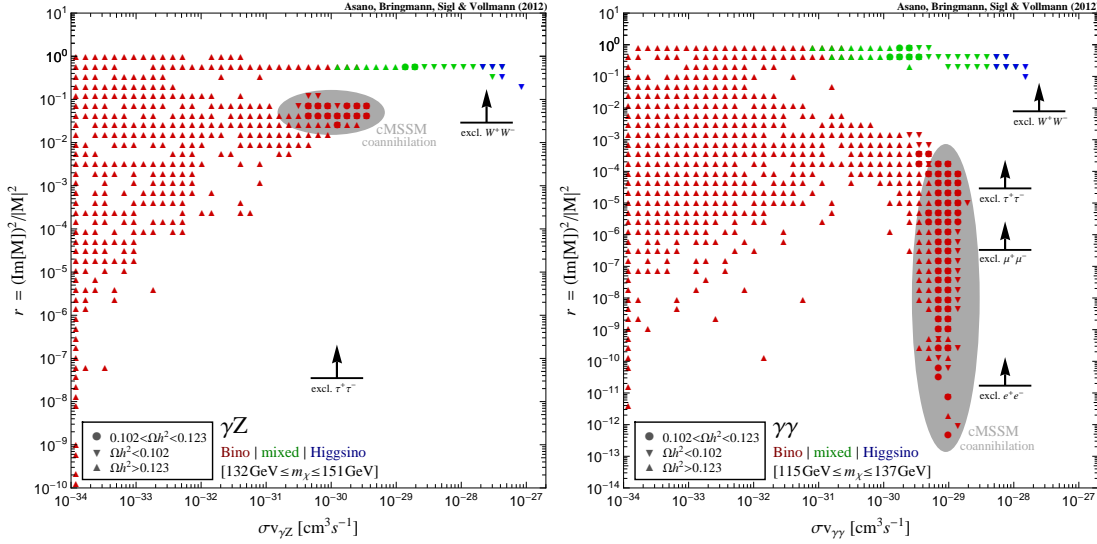 Asano, Bringmann, Sigl & Vollmann (2012)
10⁰
10⁻¹
10⁻²
10⁻³
10⁻⁴
10⁻⁵
10⁻⁶
10⁻⁷
10⁻⁸
10⁻⁹
10⁻¹⁰
r = (Im[M])²/|M|²
excl. W⁺W⁻
cMSSM
coannihilation
excl. τ⁺τ⁻
0.102<Ωh²<0.123
Ωh²<0.102
Ωh²>0.123
γZ
Bino | mixed | Higgsino
[132GeV≤mχ≤151GeV]
10⁻³⁴ 10⁻³³ 10⁻³² 10⁻³¹ 10⁻³⁰ 10⁻²⁹ 10⁻²⁸ 10⁻²⁷
σv_γZ [cm³s⁻¹]
Asano, Bringmann, Sigl & Vollmann (2012)
10⁰
10⁻¹
10⁻²
10⁻³
10⁻⁴
10⁻⁵
10⁻⁶
10⁻⁷
10⁻⁸
10⁻⁹
10⁻¹⁰
10⁻¹¹
10⁻¹²
10⁻¹³
10⁻¹⁴
r = (Im[M])²/|M|²
excl. W⁺W⁻
excl. τ⁺τ⁻
excl. μ⁺μ⁻
excl. e⁺e⁻
cMSSM
coannihilation
0.102<Ωh²<0.123
Ωh²<0.102
Ωh²>0.123
γγ
Bino | mixed | Higgsino
[115GeV≤mχ≤137GeV]
10⁻³⁴ 10⁻³³ 10⁻³² 10⁻³¹ 10⁻³⁰ 10⁻²⁹ 10⁻²⁸ 10⁻²⁷
σv_γγ [cm³s⁻¹]